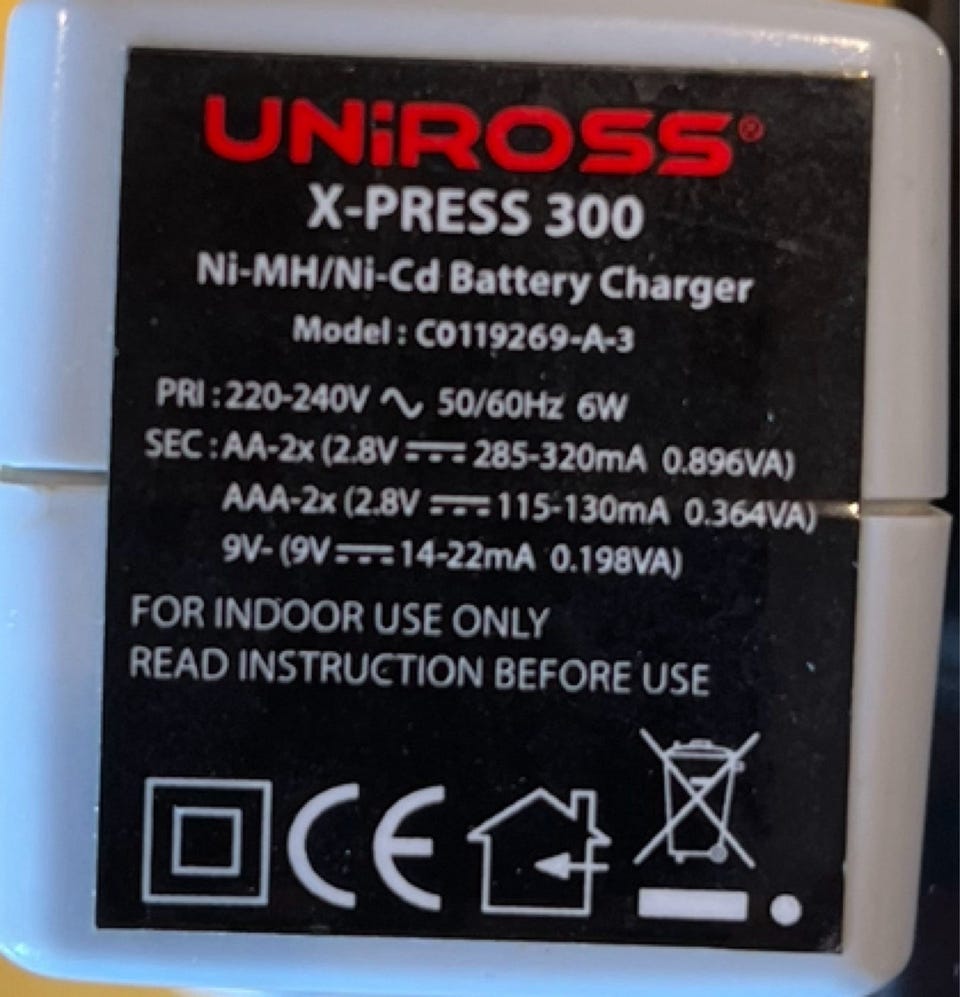 UNiROSS®
X-PRESS 300
Ni-MH/Ni-Cd Battery Charger
Model : C0119269-A-3
PRI : 220-240V ∿ 50/60Hz 6W
SEC : AA-2x (2.8V ⎓ 285-320mA 0.896VA)
AAA-2x (2.8V ⎓ 115-130mA 0.364VA)
9V- (9V ⎓ 14-22mA 0.198VA)
FOR INDOOR USE ONLY
READ INSTRUCTION BEFORE USE
CE